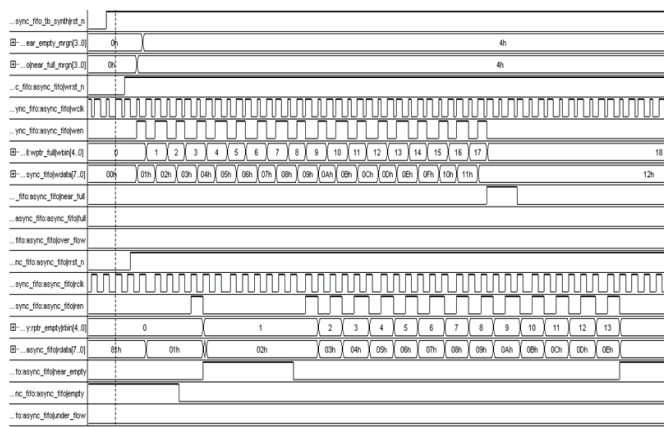 ...sync_fifo_tb_synth|rst_n
...ear_empty_mrgn[3..0] 0h 4h
...o|near_full_mrgn[3..0] 0h 4h
...c_fifo:async_fifo|wrst_n
...ync_fifo:async_fifo|wclk
...ync_fifo:async_fifo|wen
...lt:wptr_full|wbin[4..0] 0 1 2 3 4 5 6 7 8 9 10 11 12 13 14 15 16 17 18
...sync_fifo|wdata[7..0] 00h 01h 02h 03h 04h 05h 06h 07h 08h 09h 0Ah 0Bh 0Ch 0Dh 0Eh 0Fh 10h 11h 12h
..._fifo:async_fifo|near_full
...async_fifo:async_fifo|full
...fifo:async_fifo|over_flow
...nc_fifo:async_fifo|rrst_n
...sync_fifo:async_fifo|rclk
...sync_fifo:async_fifo|ren
...y:rptr_empty|rbin[4..0] 0 1 2 3 4 5 6 7 8 9 10 11 12 13
...async_fifo|rdata[7..0] 81h 01h 02h 03h 04h 05h 06h 07h 08h 09h 0Ah 0Bh 0Ch 0Dh 0Eh
...fo:async_fifo|near_empty
...nc_fifo:async_fifo|empty
...fo:async_fifo|under_flow